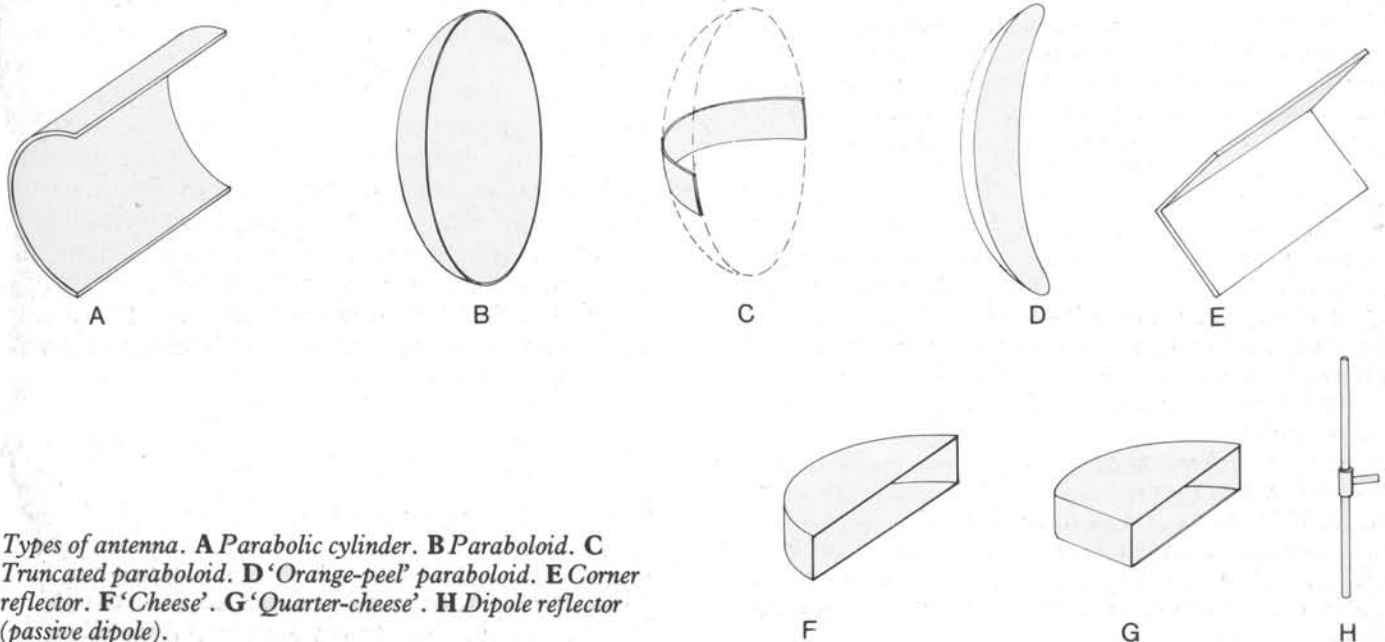 A
B
C
D
E
F
G
H
Types of antenna. A Parabolic cylinder. B Paraboloid. C
Truncated paraboloid. D 'Orange-peel' paraboloid. E Corner
reflector. F 'Cheese'. G 'Quarter-cheese'. H Dipole reflector
(passive dipole).